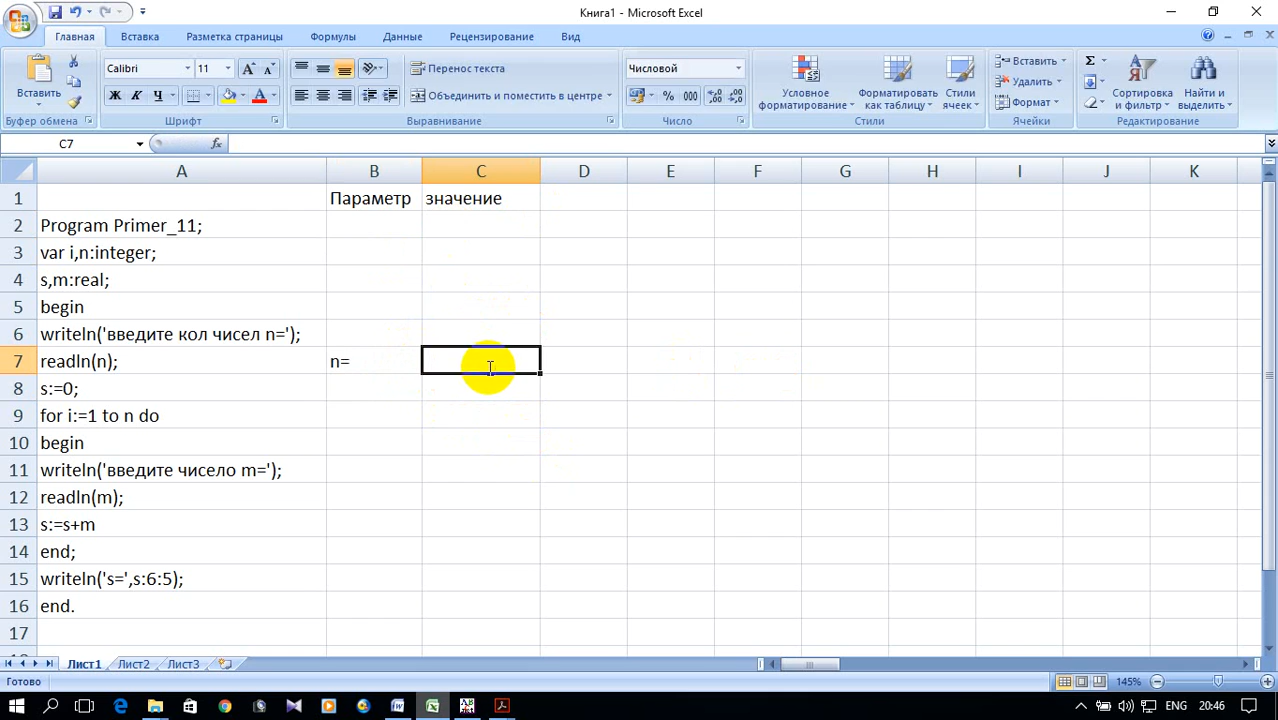 Книга1 - Microsoft Excel
Главная Вставка Разметка страницы Формулы Данные Рецензирование Вид
Вставить
Буфер обмена
Calibri 11
Ж К Ч А
Шрифт
Перенос текста
Объединить и поместить в центре
Выравнивание
Числовой
% 000
Число
Условное форматирование
Форматировать как таблицу
Стили ячеек
Стили
Вставить
Удалить
Формат
Ячейки
Σ
Сортировка и фильтр
Найти и выделить
Редактирование
C7 fx
A B C D E F G H I J K
1 Параметр значение
2 Program Primer_11;
3 var i,n:integer;
4 s,m:real;
5 begin
6 writeln('введите кол чисел n=');
7 readln(n); n=
8 s:=0;
9 for i:=1 to n do
10 begin
11 writeln('введите чисело m=');
12 readln(m);
13 s:=s+m
14 end;
15 writeln('s=',s:6:5);
16 end.
17
Лист1 Лист2 Лист3
Готово 145%
ENG 20:46